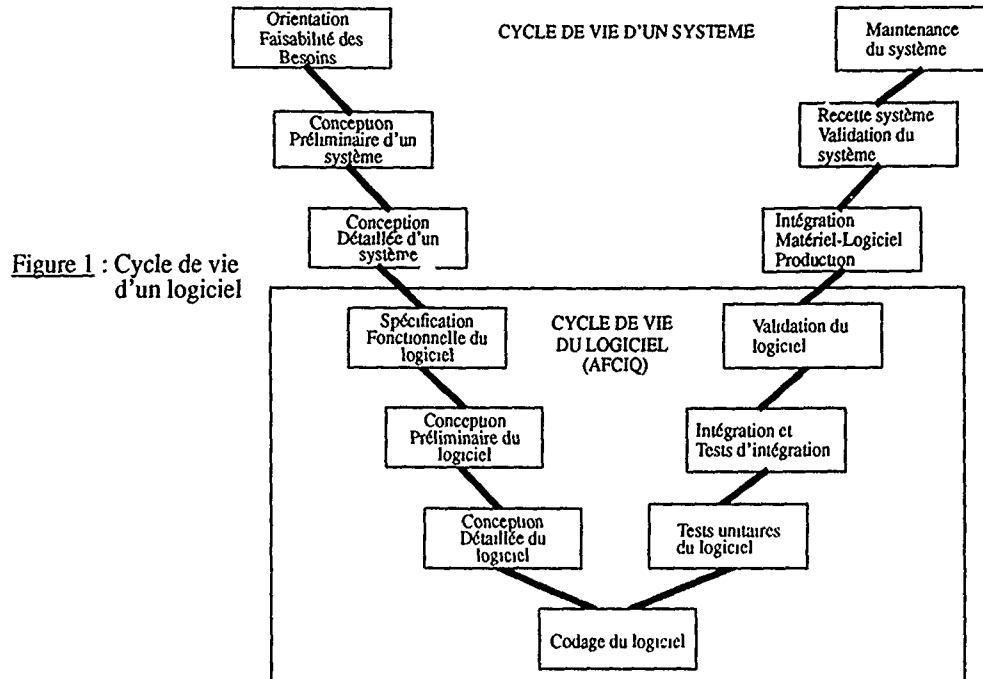 Orientation
Faisabilité des
Besoins
CYCLE DE VIE D'UN SYSTEME
Maintenance
du système
Conception
Préliminaire d'un
système
Recette système
Validation du
système
Conception
Détaillée d'un
système
Intégration
Matériel-Logiciel
Production
Figure 1 : Cycle de vie
d'un logiciel
Spécification
Fonctionnelle du
logiciel
CYCLE DE VIE
DU LOGICIEL
(AFCIQ)
Validation du
logiciel
Conception
Préliminaire du
logiciel
Intégration et
Tests d'intégration
Conception
Détaillée du
logiciel
Tests unitaires
du logiciel
Codage du logiciel